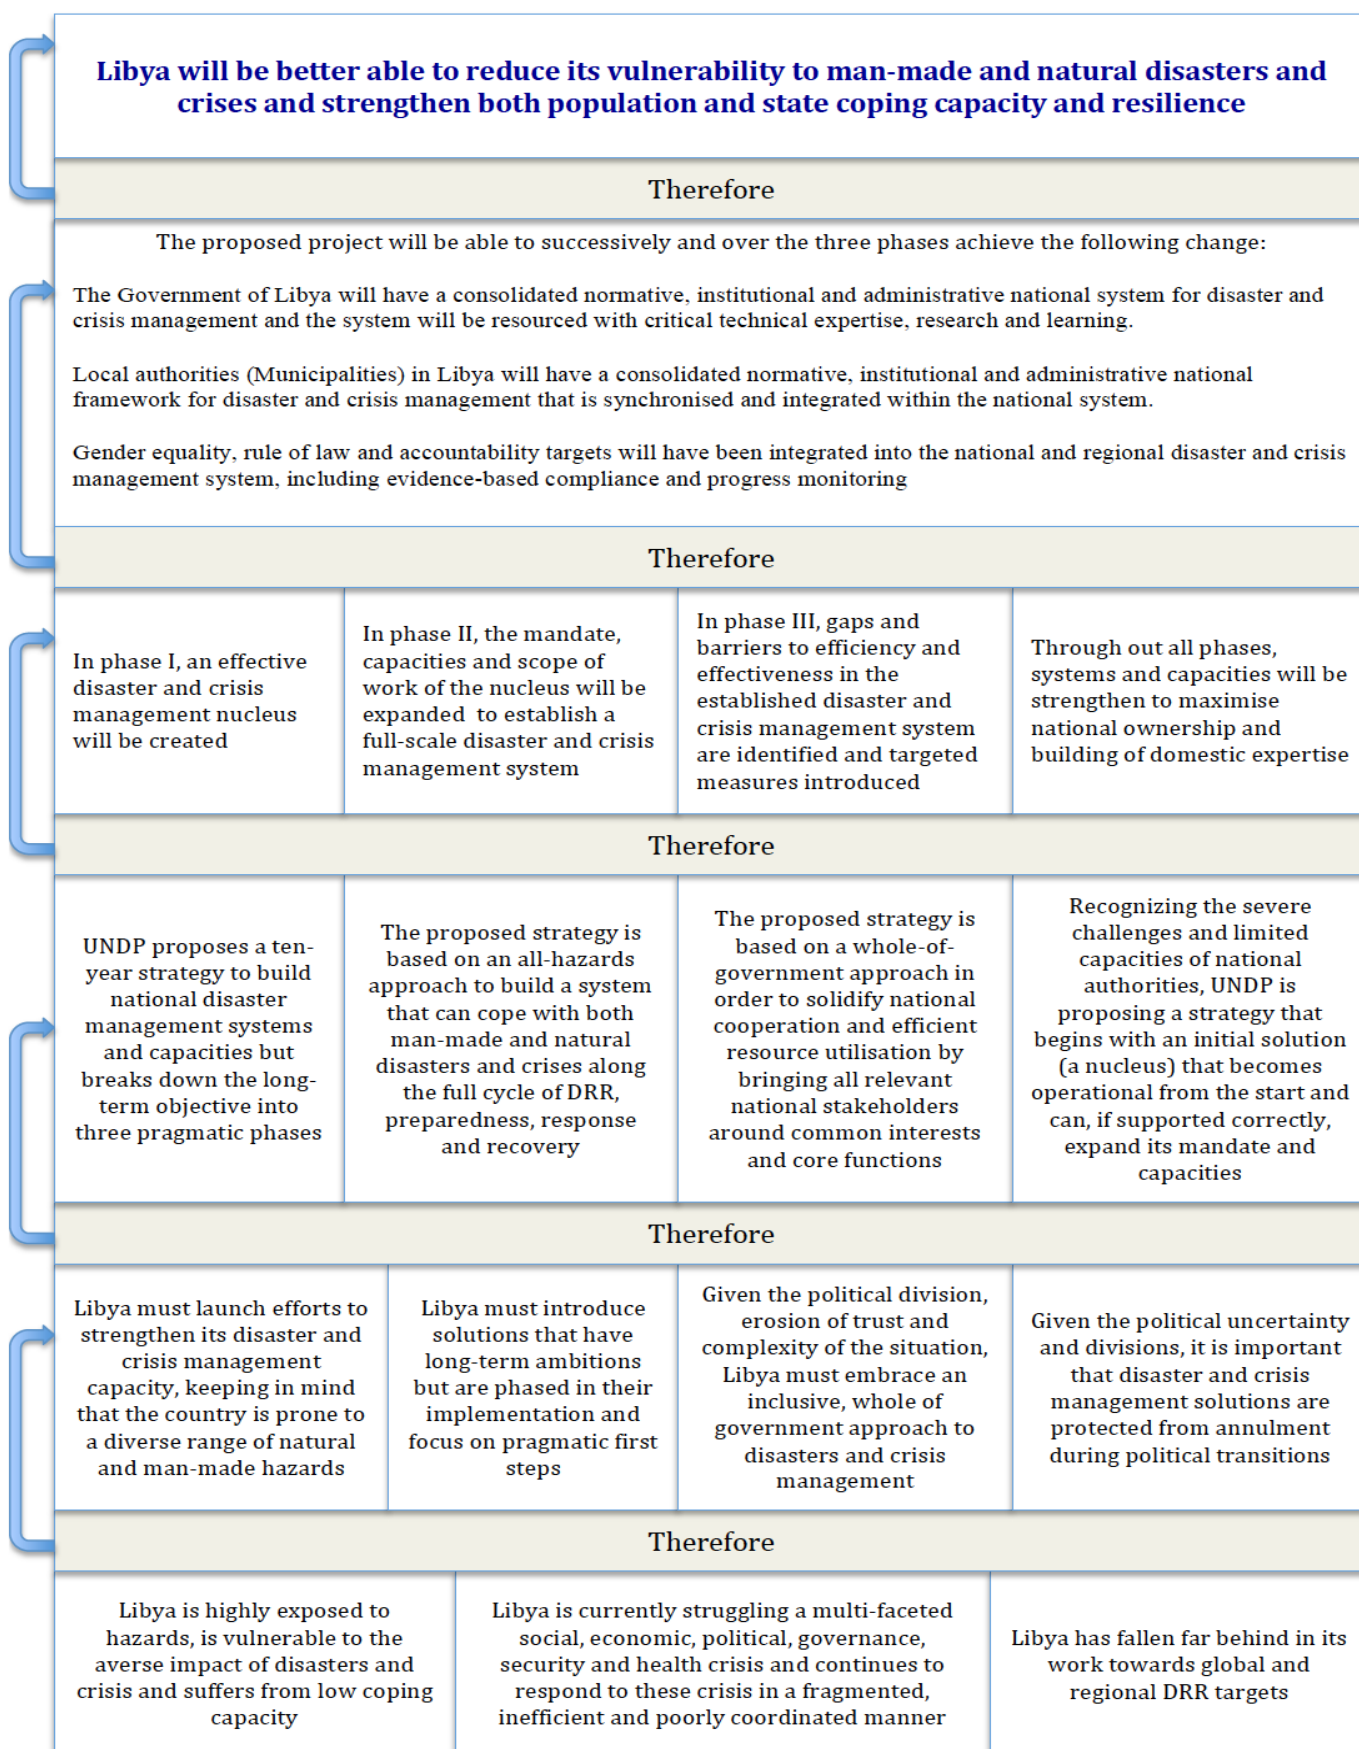 Libya will be better able to reduce its vulnerability to man-made and natural disasters and
crises and strengthen both population and state coping capacity and resilience
Therefore
The proposed project will be able to successively and over the three phases achieve the following change:
The Government of Libya will have a consolidated normative, institutional and administrative national system for disaster and
crisis management and the system will be resourced with critical technical expertise, research and learning.
Local authorities (Municipalities) in Libya will have a consolidated normative, institutional and administrative national
framework for disaster and crisis management that is synchronised and integrated within the national system.
Gender equality, rule of law and accountability targets will have been integrated into the national and regional disaster and crisis
management system, including evidence-based compliance and progress monitoring
Therefore
In phase I, an effective
disaster and crisis
management nucleus
will be created
In phase II, the mandate,
capacities and scope of
work of the nucleus will be
expanded to establish a
full-scale disaster and crisis
management system
In phase III, gaps and
barriers to efficiency and
effectiveness in the
established disaster and
crisis management system
are identified and targeted
measures introduced
Through out all phases,
systems and capacities will be
strengthen to maximise
national ownership and
building of domestic expertise
Therefore
UNDP proposes a ten-
year strategy to build
national disaster
management systems
and capacities but
breaks down the long-
term objective into
three pragmatic phases
The proposed strategy is
based on an all-hazards
approach to build a system
that can cope with both
man-made and natural
disasters and crises along
the full cycle of DRR,
preparedness, response
and recovery
The proposed strategy is
based on a whole-of-
government approach in
order to solidify national
cooperation and efficient
resource utilisation by
bringing all relevant
national stakeholders
around common interests
and core functions
Recognizing the severe
challenges and limited
capacities of national
authorities, UNDP is
proposing a strategy that
begins with an initial solution
(a nucleus) that becomes
operational from the start and
can, if supported correctly,
expand its mandate and
capacities
Therefore
Libya must launch efforts to
strengthen its disaster and
crisis management
capacity, keeping in mind
that the country is prone to
a diverse range of natural
and man-made hazards
Libya must introduce
solutions that have
long-term ambitions
but are phased in their
implementation and
focus on pragmatic first
steps
Given the political division,
erosion of trust and
complexity of the situation,
Libya must embrace an
inclusive, whole of
government approach to
disasters and crisis
management
Given the political uncertainty
and divisions, it is important
that disaster and crisis
management solutions are
protected from annulment
during political transitions
Therefore
Libya is highly exposed to
hazards, is vulnerable to the
averse impact of disasters and
crisis and suffers from low coping
capacity
Libya is currently struggling a multi-faceted
social, economic, political, governance,
security and health crisis and continues to
respond to these crisis in a fragmented,
inefficient and poorly coordinated manner
Libya has fallen far behind in its
work towards global and
regional DRR targets